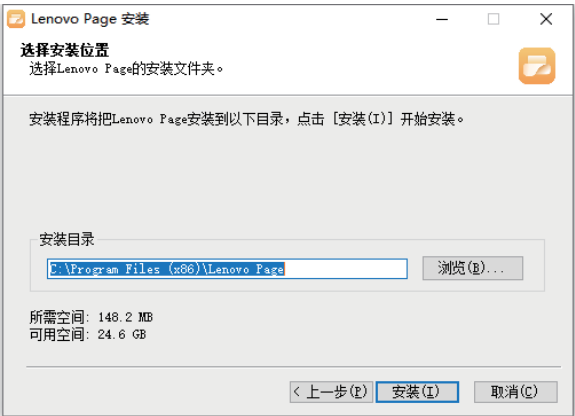 Lenovo Page 安装
选择安装位置
选择Lenovo Page的安装文件夹。
安装程序将把Lenovo Page安装到以下目录，点击 [安装(I)] 开始安装。
安装目录
C:\Program Files (x86)\Lenovo Page
浏览(B)...
所需空间: 148.2 MB
可用空间: 24.6 GB
< 上一步(P) 安装(I) 取消(C)